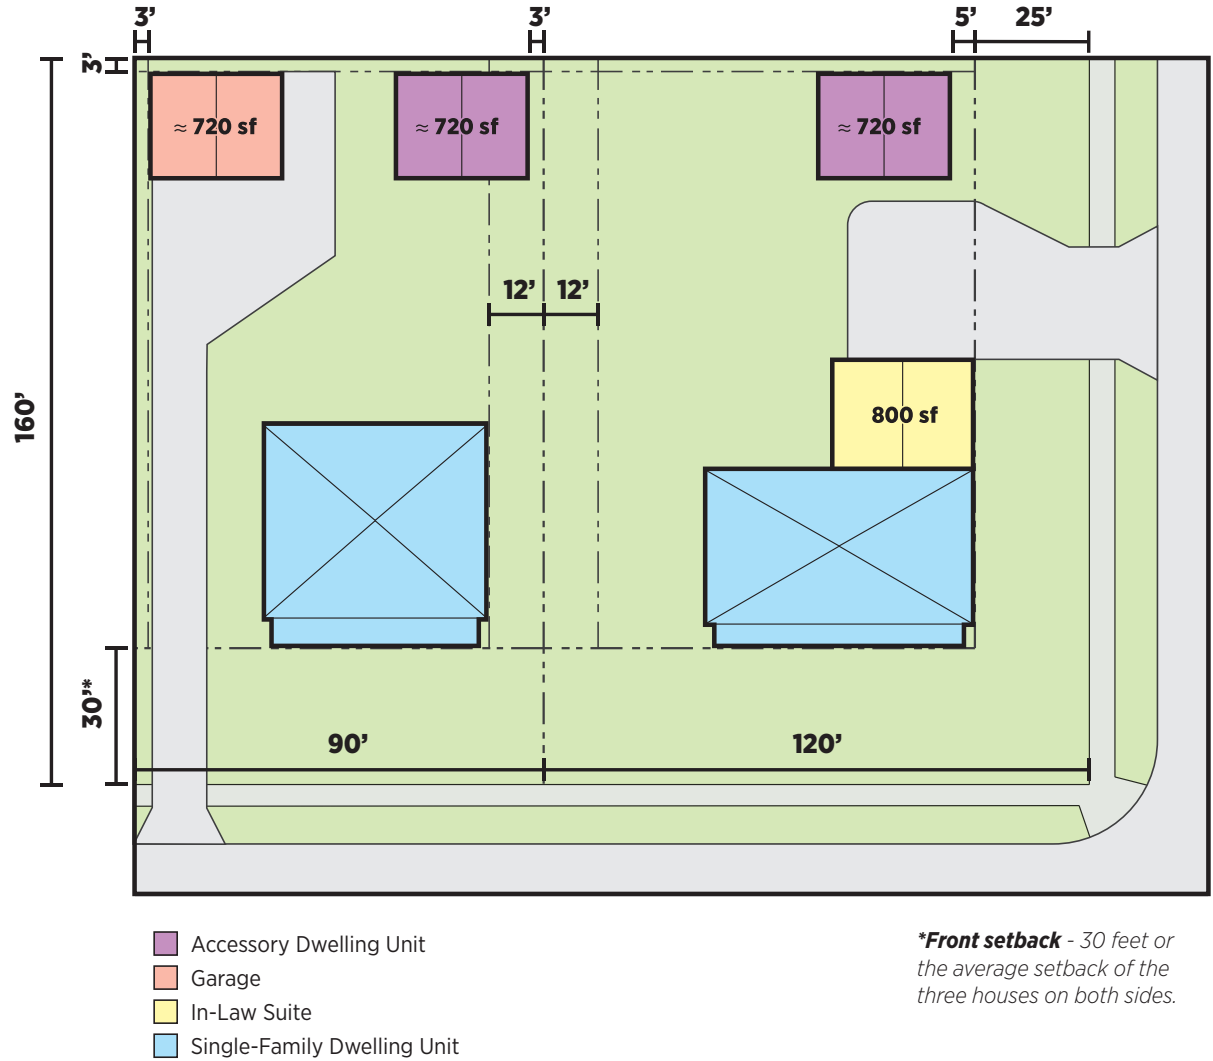 3’
3’
5’
25’
3’
≈ 720 sf
≈ 720 sf
≈ 720 sf
12’
12’
160’
800 sf
30’*
90’
120’
Accessory Dwelling Unit
Garage
In-Law Suite
Single-Family Dwelling Unit
*Front setback - 30 feet or
the average setback of the
three houses on both sides.